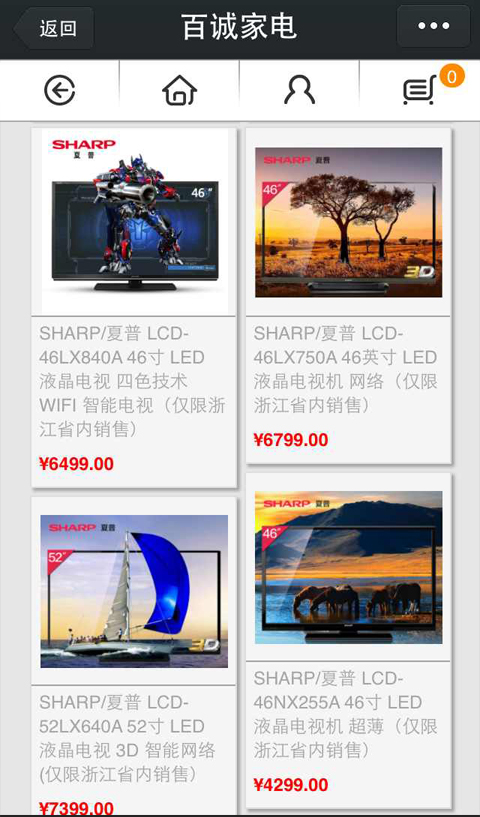 返回
百诚家电
0
SHARP
夏普
46"
SHARP/夏普 LCD-
46LX840A 46寸 LED
液晶电视 四色技术
WIFI 智能电视（仅限浙
江省内销售）
¥6499.00
SHARP 夏普
46"
3D
SHARP/夏普 LCD-
46LX750A 46英寸 LED
液晶电视机 网络（仅限
浙江省内销售）
¥6799.00
SHARP 夏普
52"
3D
SHARP/夏普 LCD-
52LX640A 52寸 LED
液晶电视 3D 智能网络
(仅限浙江省内销售）
¥7399.00
SHARP 夏普
46"
SHARP/夏普 LCD-
46NX255A 46寸 LED
液晶电视机 超薄（仅限
浙江省内销售）
¥4299.00